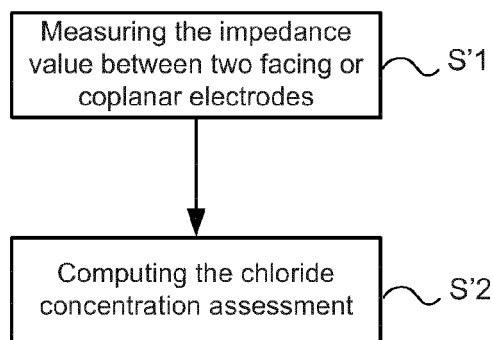 Measuring the impedance
value between two facing or
coplanar electrodes
S'1
Computing the chloride
concentration assessment
S'2